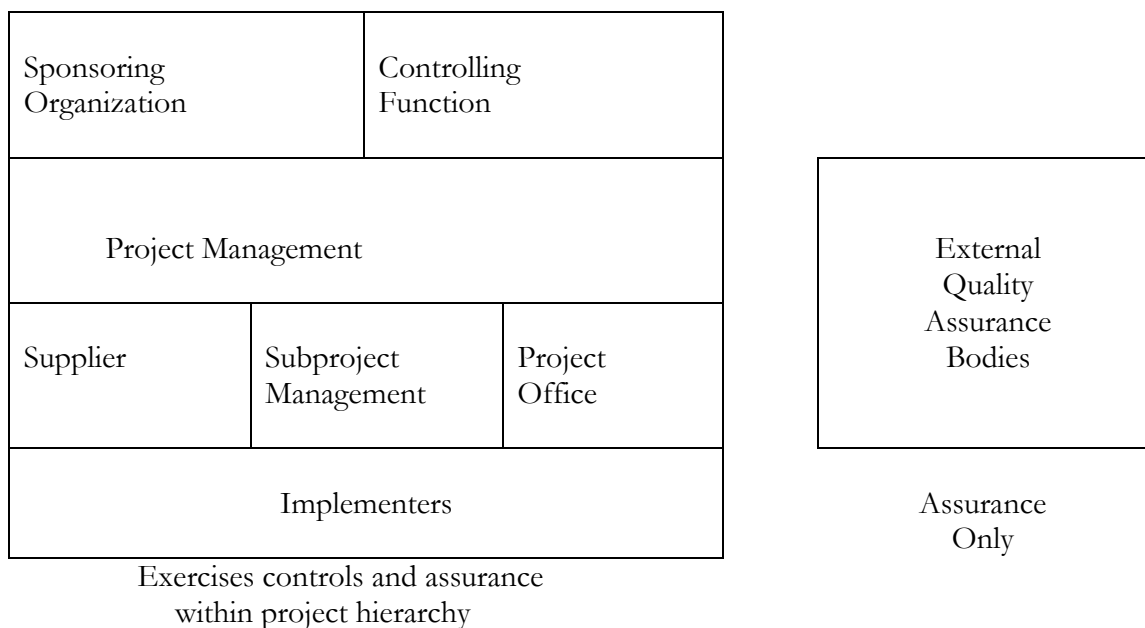 Sponsoring
Organization
Controlling
Function
Project Management
Supplier
Subproject
Management
Project
Office
Implementers
Exercises controls and assurance
within project hierarchy
External
Quality
Assurance
Bodies
Assurance
Only